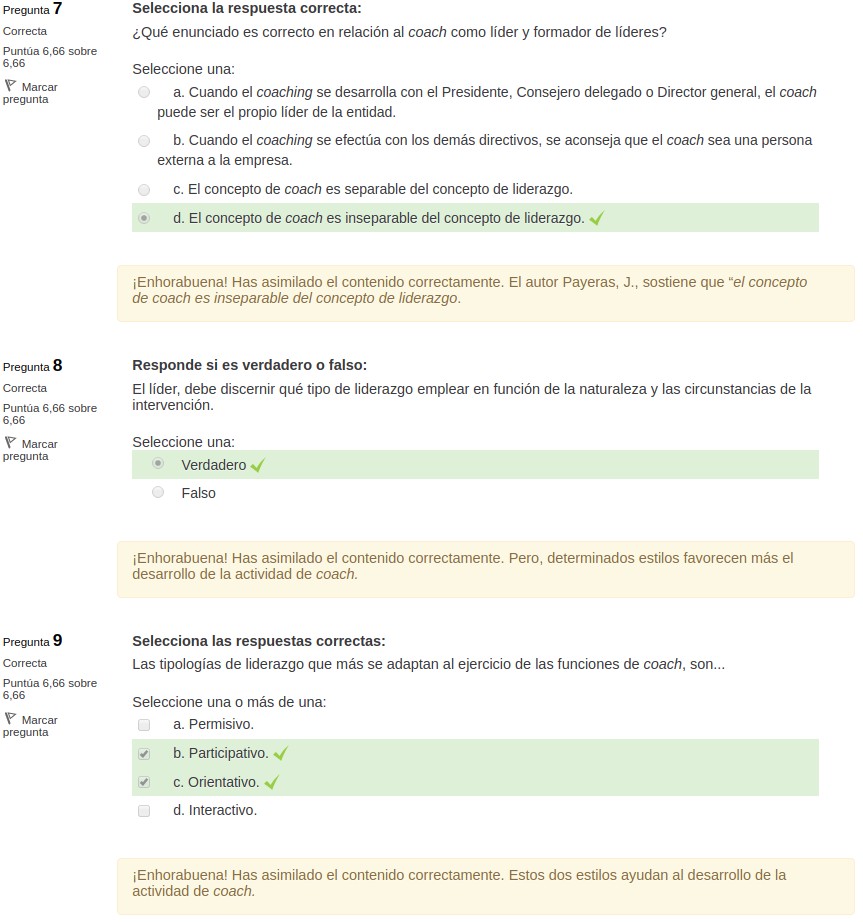 Pregunta 7
Correcta
Puntúa 6,66 sobre
6,66
Marcar
pregunta
Selecciona la respuesta correcta:
¿Qué enunciado es correcto en relación al coach como líder y formador de líderes?
Seleccione una:
a. Cuando el coaching se desarrolla con el Presidente, Consejero delegado o Director general, el coach
puede ser el propio líder de la entidad.
b. Cuando el coaching se efectúa con los demás directivos, se aconseja que el coach sea una persona
externa a la empresa.
c. El concepto de coach es separable del concepto de liderazgo.
d. El concepto de coach es inseparable del concepto de liderazgo.
¡Enhorabuena! Has asimilado el contenido correctamente. El autor Payeras, J., sostiene que “el concepto
de coach es inseparable del concepto de liderazgo.
Pregunta 8
Correcta
Puntúa 6,66 sobre
6,66
Marcar
pregunta
Responde si es verdadero o falso:
El líder, debe discernir qué tipo de liderazgo emplear en función de la naturaleza y las circunstancias de la
intervención.
Seleccione una:
Verdadero
Falso
¡Enhorabuena! Has asimilado el contenido correctamente. Pero, determinados estilos favorecen más el
desarrollo de la actividad de coach.
Pregunta 9
Correcta
Puntúa 6,66 sobre
6,66
Marcar
pregunta
Selecciona las respuestas correctas:
Las tipologías de liderazgo que más se adaptan al ejercicio de las funciones de coach, son...
Seleccione una o más de una:
a. Permisivo.
b. Participativo.
c. Orientativo.
d. Interactivo.
¡Enhorabuena! Has asimilado el contenido correctamente. Estos dos estilos ayudan al desarrollo de la
actividad de coach.